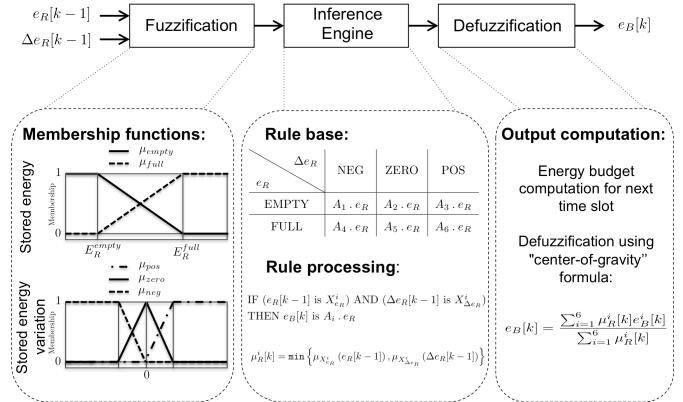 e_R[k − 1]
Δe_R[k − 1]
Fuzzification
Inference
Engine
Defuzzification
e_B[k]
Membership functions:
μ_empty
μ_full
Stored energy
Membership
1
0
E_R^empty
E_R^full
μ_pos
μ_zero
μ_neg
Stored energy
variation
Membership
1
0
0
Rule base:
Δe_R
e_R
NEG ZERO POS
EMPTY A_1 . e_R A_2 . e_R A_3 . e_R
FULL A_4 . e_R A_5 . e_R A_6 . e_R
Rule processing:
IF (e_R[k−1] is X^i_{e_R}) AND (Δe_R[k−1] is X^i_{Δe_R})
THEN e_B[k] is A_i . e_R
μ^i_R[k] = min { μ_{X^i_{e_R}} (e_R[k−1]) , μ_{X^i_{Δe_R}} (Δe_R[k−1]) }
Output computation:
Energy budget
computation for next
time slot
Defuzzification using
"center-of-gravity"
formula:
e_B[k] = \frac{\sum_{i=1}^{6} μ^i_R[k] e^i_B[k]}{\sum_{i=1}^{6} μ^i_R[k]}